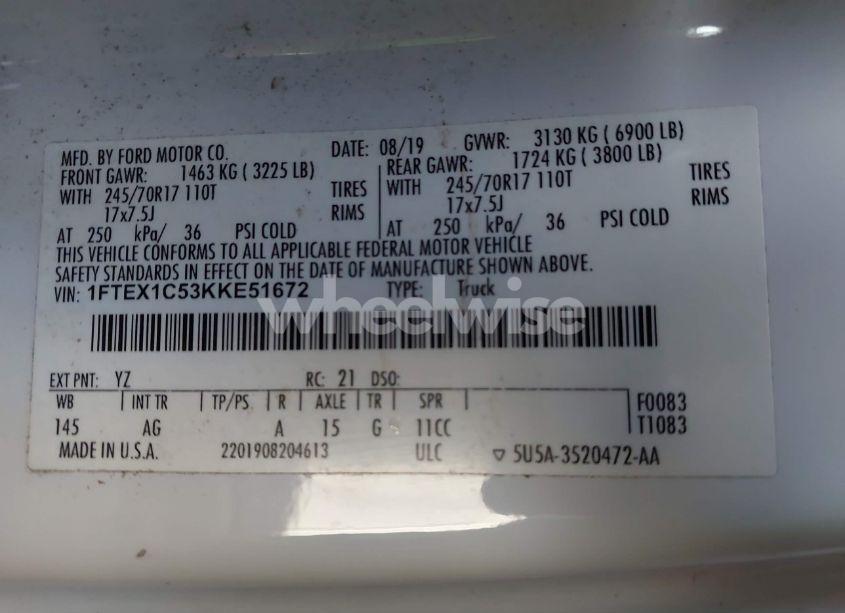 MFD. BY FORD MOTOR CO. DATE: 08/19 GVWR: 3130 KG ( 6900 LB)
FRONT GAWR: 1463 KG ( 3225 LB) REAR GAWR: 1724 KG ( 3800 LB)
WITH 245/70R17 110T TIRES WITH 245/70R17 110T TIRES
17x7.5J RIMS 17x7.5J RIMS
AT 250 kPa/ 36 PSI COLD AT 250 kPa/ 36 PSI COLD
THIS VEHICLE CONFORMS TO ALL APPLICABLE FEDERAL MOTOR VEHICLE
SAFETY STANDARDS IN EFFECT ON THE DATE OF MANUFACTURE SHOWN ABOVE.
VIN: 1FTEX1C53KKE51672 TYPE: Truck
wheelwise
EXT PNT: YZ RC: 21 DSO:
WB INT TR TP/PS R AXLE TR SPR F0083
145 AG A 15 G 11CC T1083
MADE IN U.S.A. 2201908204613 ULC ▽ 5U5A-3520472-AA